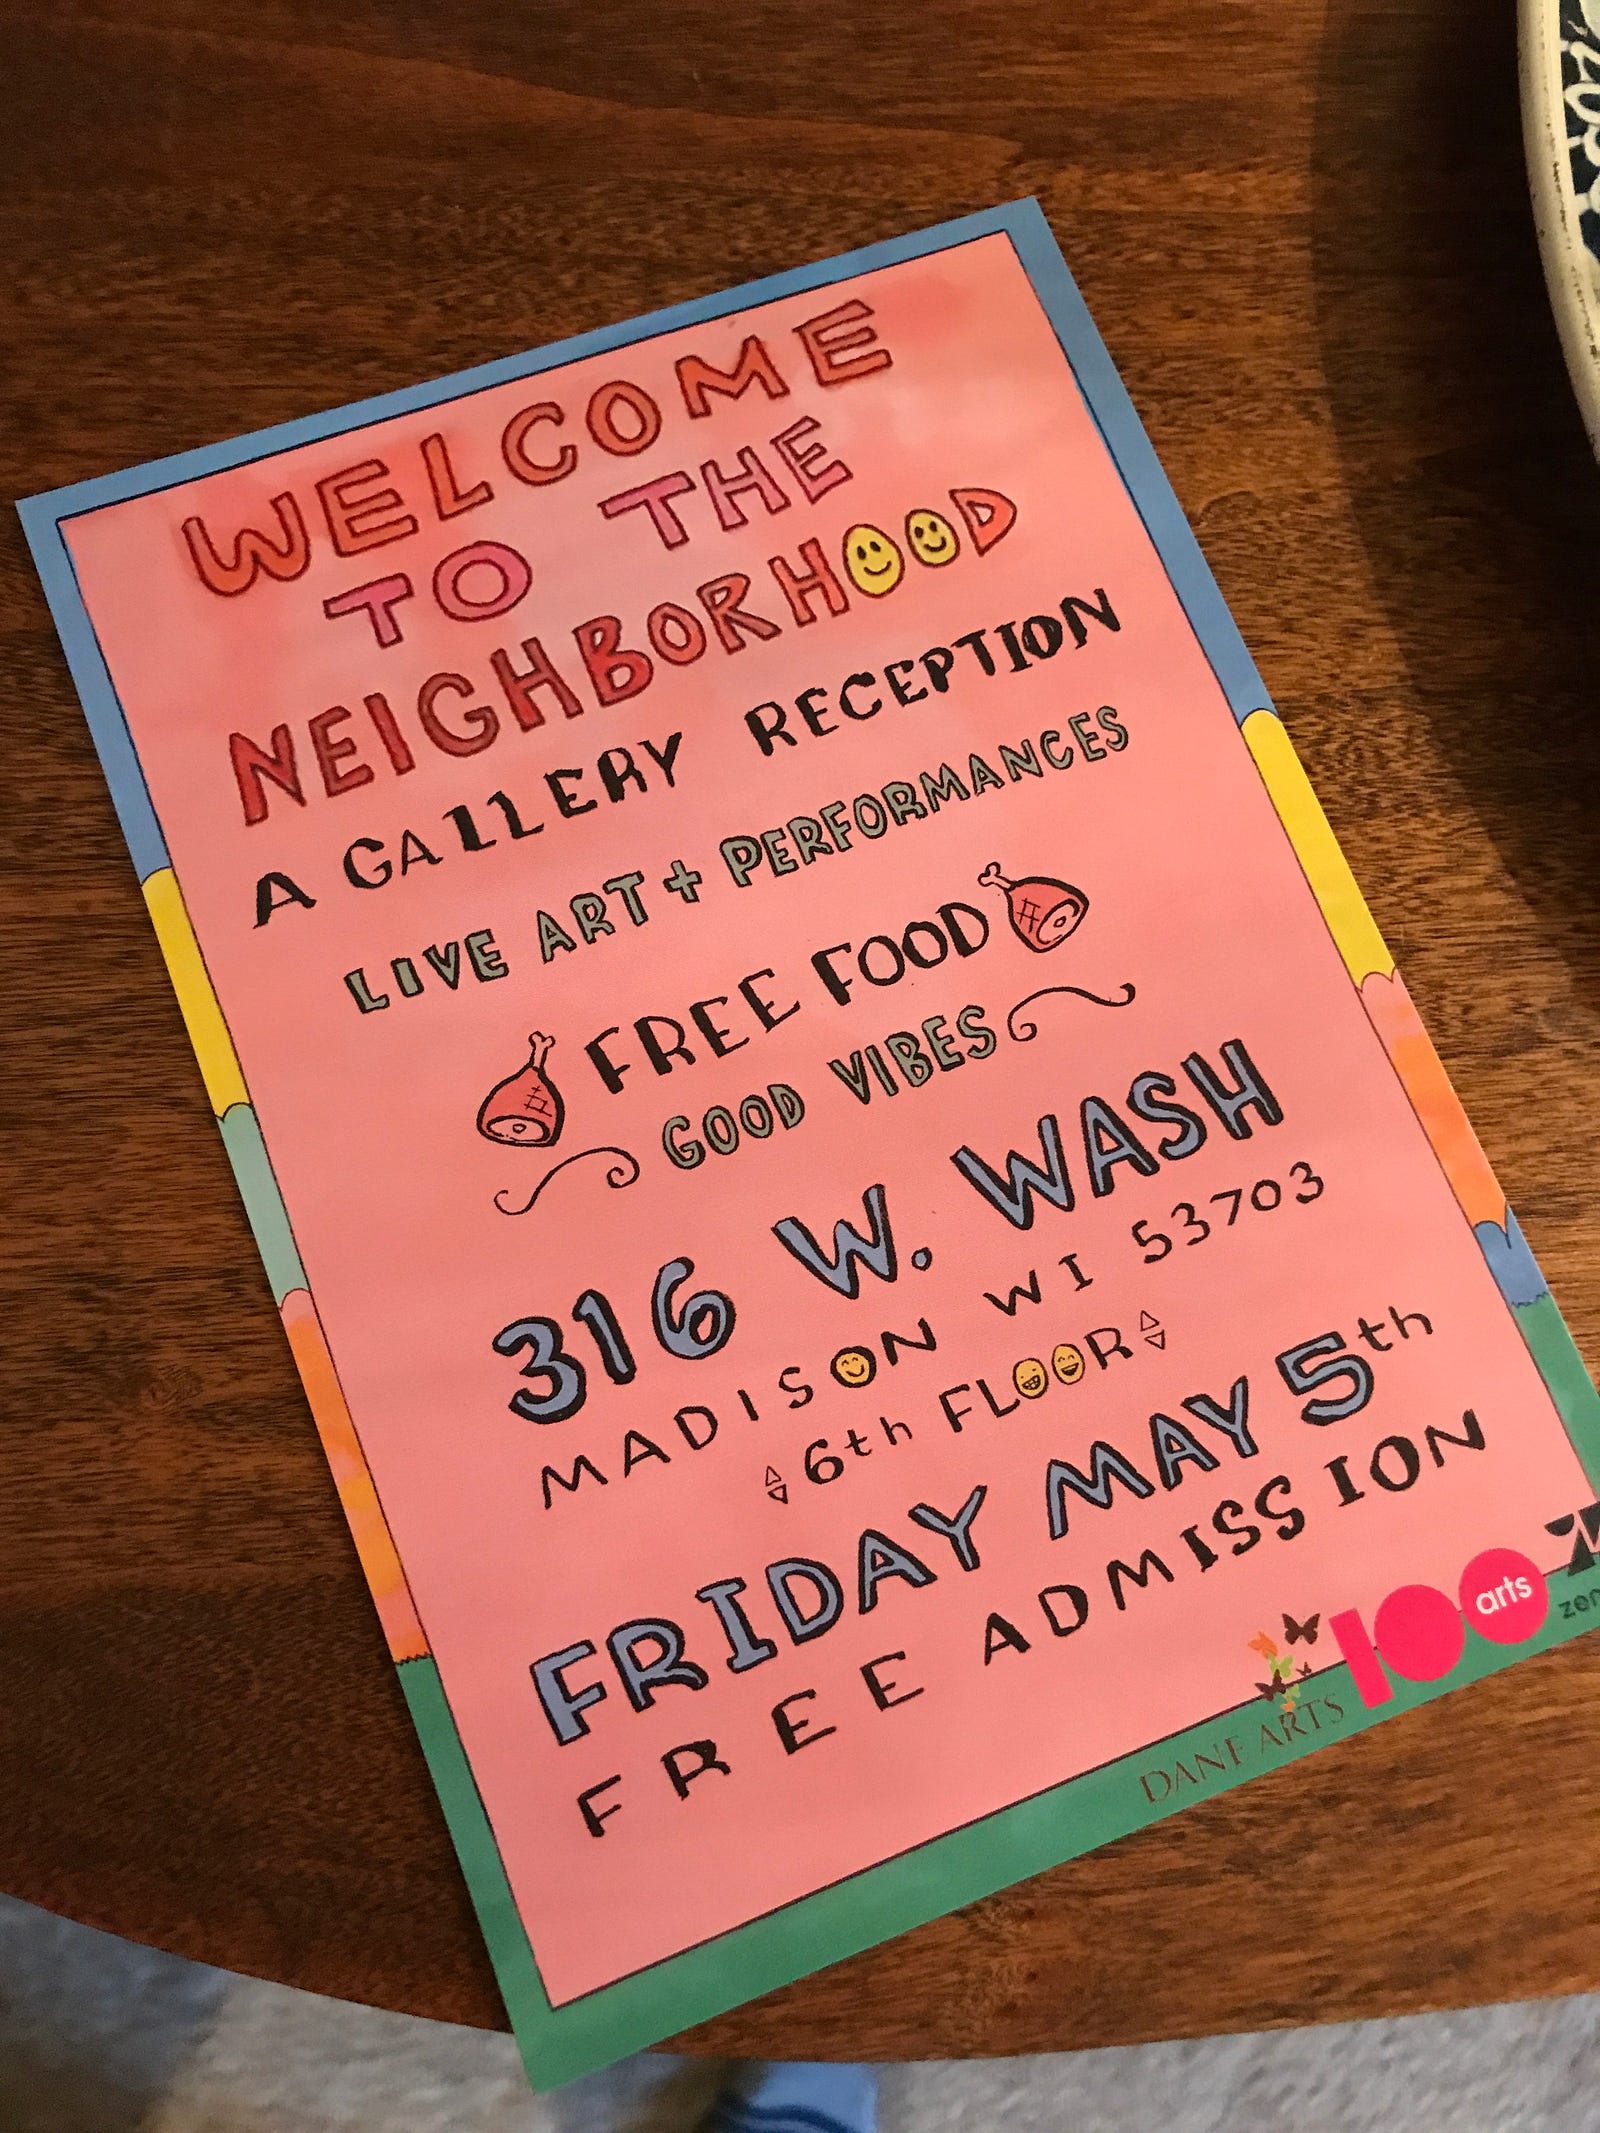 WELCOME
TO THE
NEIGHBORHOOD
A GALLERY RECEPTION
LIVE ART + PERFORMANCES
FREE FOOD
GOOD VIBES
316 W. WASH
MADISON WI 53703
6th FLOOR
FRIDAY MAY 5th
FREE ADMISSION
DANE ARTS
100 arts